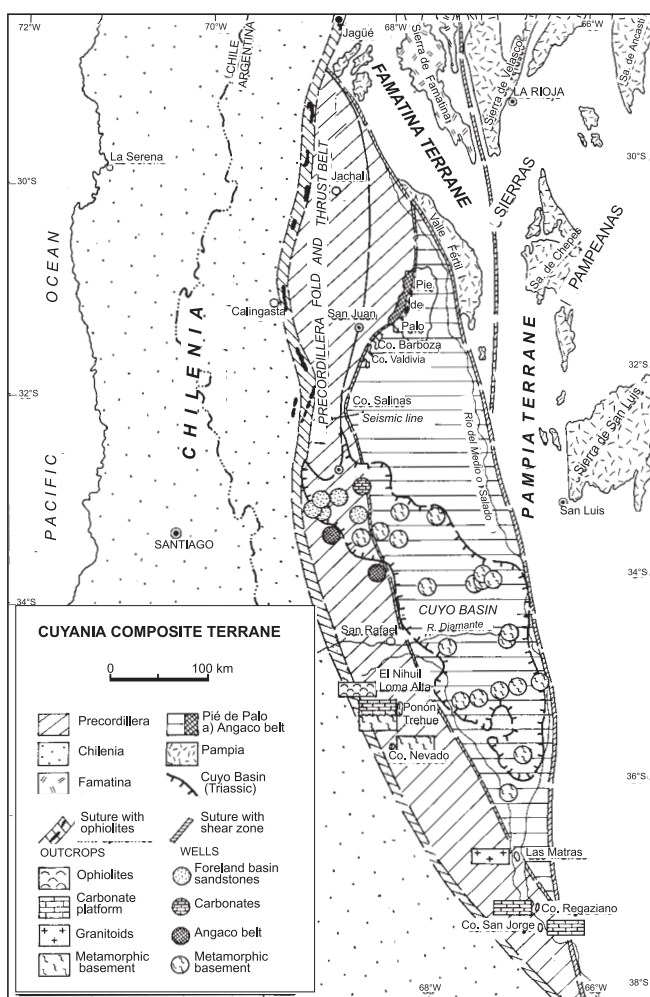 70°W
68°W
66°W
Jagüé
CHILE
ARGENTINA
Sierra de
Famatina
Sierra de Velasco
Sa. de Ancasti
LA RIOJA
FAMATINA TERRANE
La Serena
30°S
30°S
Jachal
SIERRAS
PAMPEANAS
Valle
Fértil
Sa. de Chepes
PACIFIC OCEAN
CHILENIA
PRECORDILLERA FOLD AND THRUST BELT
Calingasta
San Juan
Pie
de
Palo
Co. Barboza
Co. Valdivia
32°S
32°S
Co. Salinas
Seismic line
Rio del Medio o Salado
PAMPIA TERRANE
Sierra de San Luis
San Luis
SANTIAGO
34°S
34°S
CUYO BASIN
R. Diamante
San Rafael
El Nihuil
Loma Alta
Ponón
Trehue
Co. Nevado
36°S
Las Matras
Co. Regaziano
Co. San Jorge
38°S
68°W
66°W
CUYANIA COMPOSITE TERRANE
0 100 km
Precordillera
Pié de Palo
a) Angaco belt
Chilenia
Pampia
Famatina
Cuyo Basin
(Triassic)
Suture with
ophiolites
Suture with
shear zone
OUTCROPS
WELLS
Ophiolites
Foreland basin
sandstones
Carbonate
platform
Carbonates
Granitoids
Angaco belt
Metamorphic
basement
Metamorphic
basement